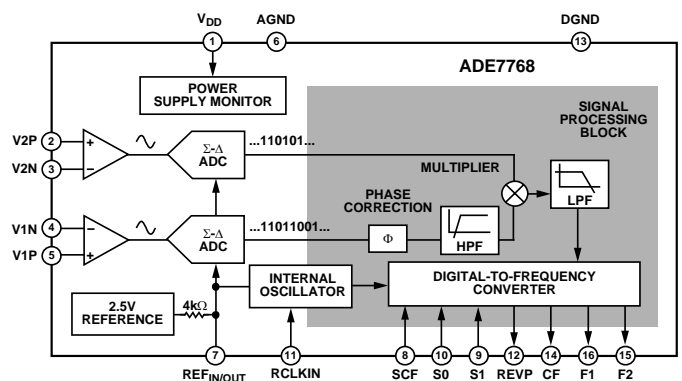 VDD
AGND
DGND
1
6
13
ADE7768
POWER
SUPPLY MONITOR
SIGNAL
PROCESSING
BLOCK
V2P 2
V2N 3
+
–
Σ-Δ
ADC
...110101...
MULTIPLIER
LPF
PHASE
CORRECTION
V1N 4
V1P 5
–
+
Σ-Δ
ADC
...11011001...
Φ
HPF
2.5V
REFERENCE
4kΩ
INTERNAL
OSCILLATOR
DIGITAL-TO-FREQUENCY
CONVERTER
7
11
8
10
9
12
14
16
15
REFIN/OUT
RCLKIN
SCF
S0
S1
REVP
CF
F1
F2